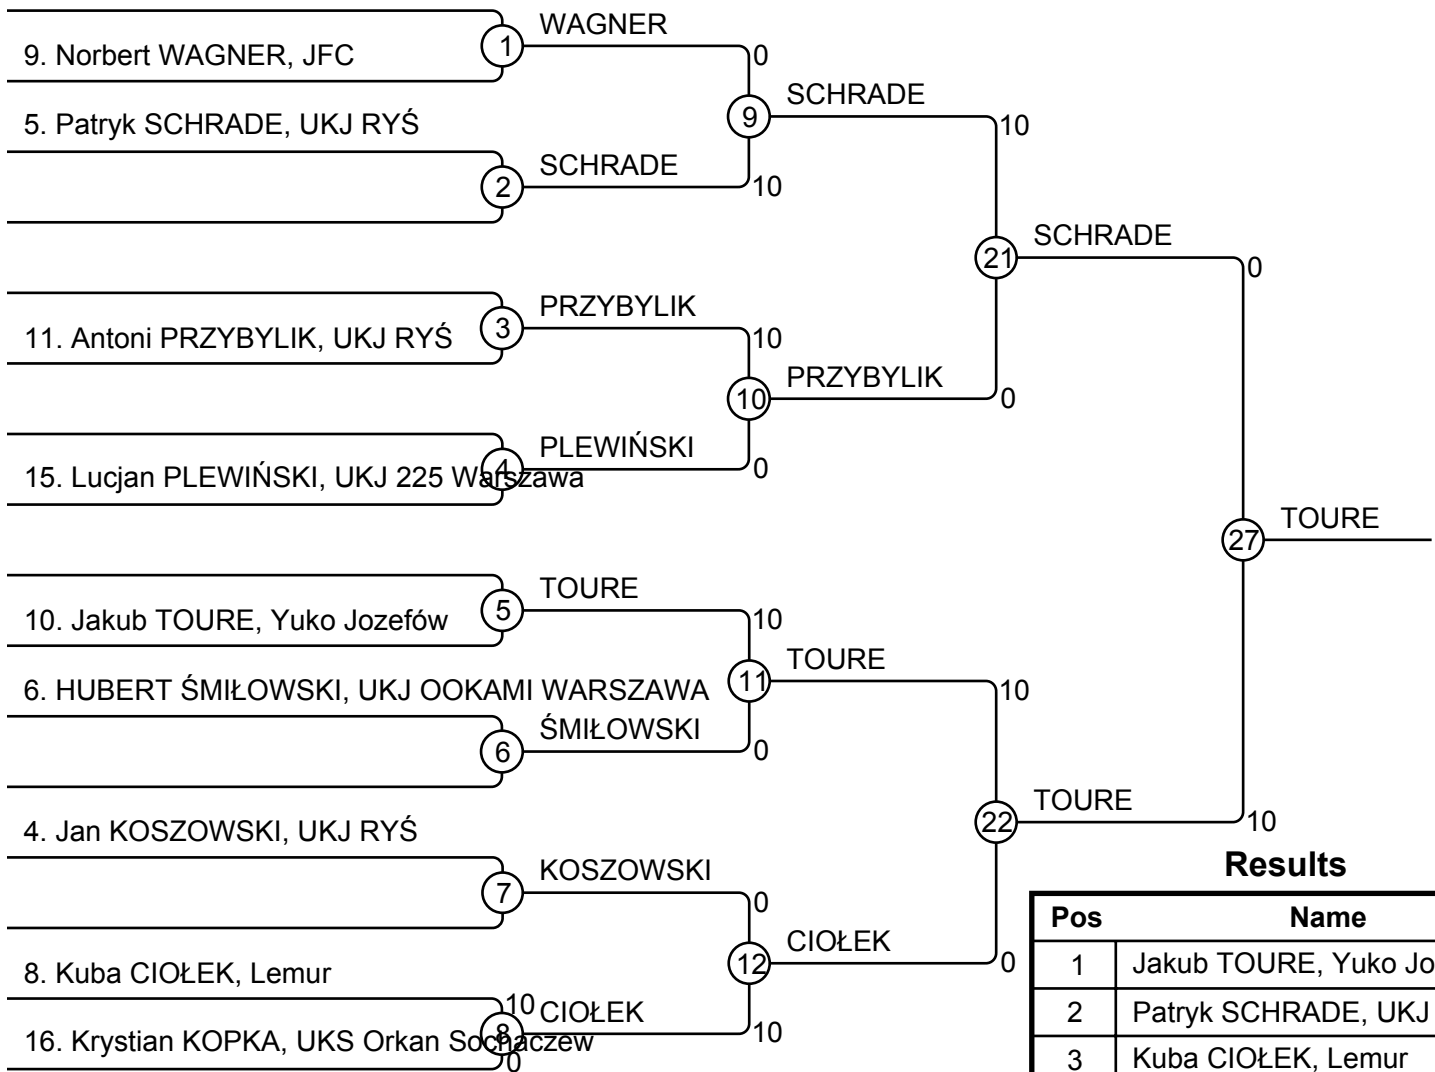 WAGNER
9. Norbert WAGNER, JFC
1
0
SCHRADE
5. Patryk SCHRADE, UKJ RYŚ
9
10
SCHRADE
2
10
SCHRADE
21
0
PRZYBYLIK
11. Antoni PRZYBYLIK, UKJ RYŚ
3
10
PRZYBYLIK
10
0
PLEWIŃSKI
15. Lucjan PLEWIŃSKI, UKJ 225 Warszawa
4
0
TOURE
27
TOURE
10. Jakub TOURE, Yuko Jozefów
5
10
TOURE
6. HUBERT ŚMIŁOWSKI, UKJ OOKAMI WARSZAWA
11
10
ŚMIŁOWSKI
6
0
TOURE
22
10
4. Jan KOSZOWSKI, UKJ RYŚ
KOSZOWSKI
7
0
CIOŁEK
12
0
8. Kuba CIOŁEK, Lemur
10
CIOŁEK
16. Krystian KOPKA, UKS Orkan Sochaczew
8
0
10
Results
Pos Name
1 Jakub TOURE, Yuko Jo
2 Patryk SCHRADE, UKJ
3 Kuba CIOŁEK, Lemur